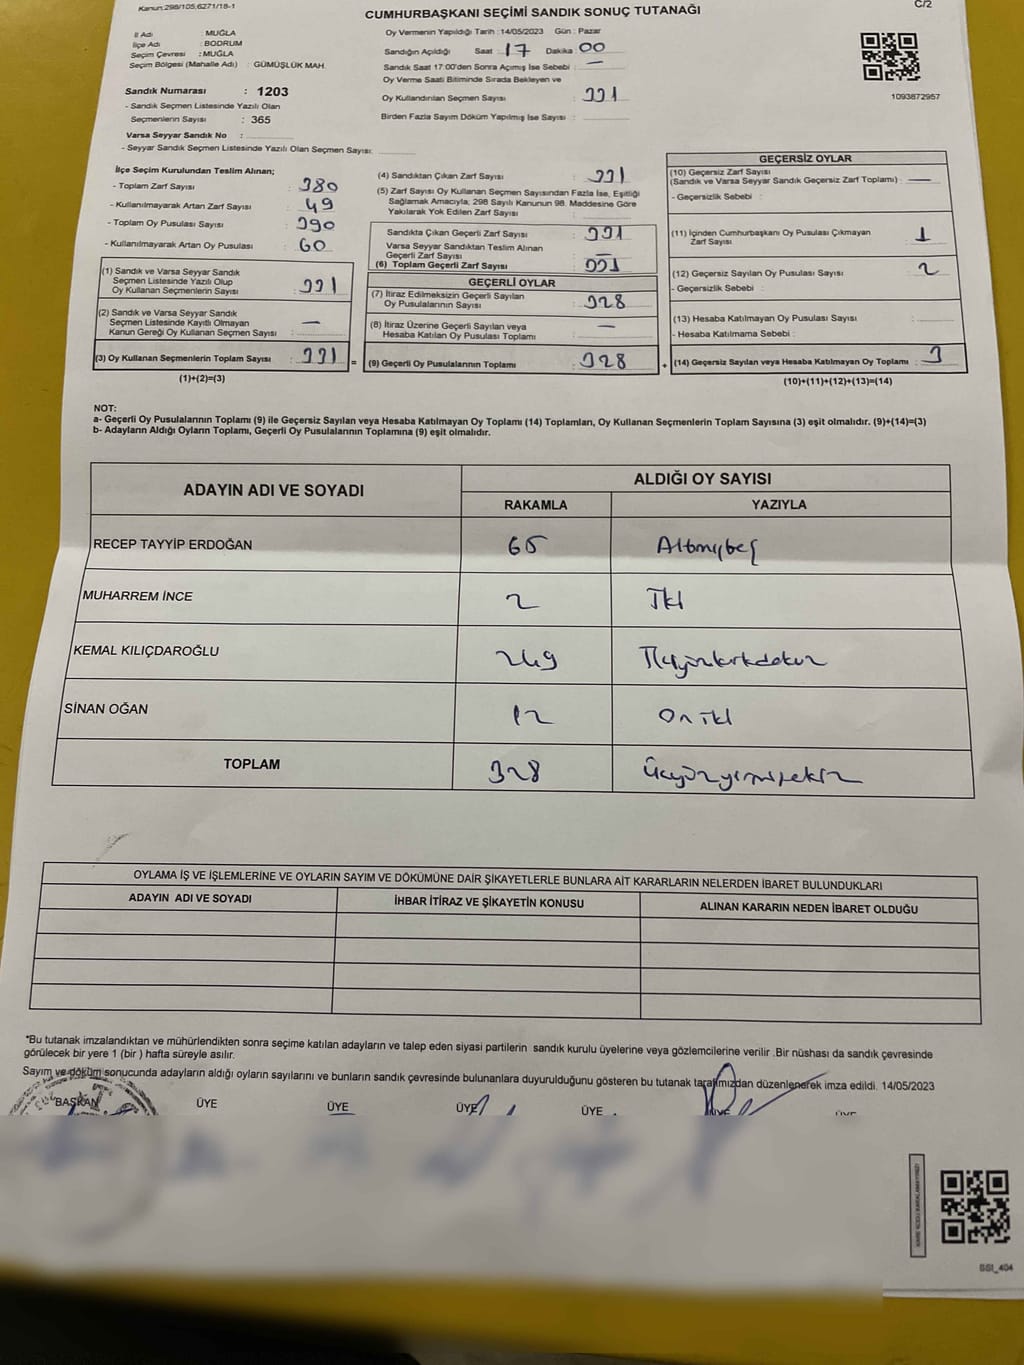 Kanun:298/105;6271/18-1
C/2
CUMHURBAŞKANI SEÇİMİ SANDIK SONUÇ TUTANAĞI
İl Adı : MUĞLA
İlçe Adı : BODRUM
Seçim Çevresi : MUĞLA
Seçim Bölgesi (Mahalle Adı) : GÜMÜŞLÜK MAH.
Sandık Numarası : 1203
- Sandık Seçmen Listesinde Yazılı Olan
Seçmenlerin Sayısı : 365
Varsa Seyyar Sandık No :
- Seyyar Sandık Seçmen Listesinde Yazılı Olan Seçmen Sayısı:
Oy Vermenin Yapıldığı Tarih :14/05/2023 Gün : Pazar
Sandığın Açıldığı Saat 17 Dakika 00
Sandık Saat 17:00'den Sonra Açımış İse Sebebi : —
Oy Verme Saati Bitiminde Sırada Bekleyen ve
Oy Kullandırılan Seçmen Sayısı : 331
Birden Fazla Sayım Döküm Yapılmış İse Sayısı :
1093872957
İlçe Seçim Kurulundan Teslim Alınan;
- Toplam Zarf Sayısı : 380
- Kullanılmayarak Artan Zarf Sayısı : 49
- Toplam Oy Pusulası Sayısı : 390
- Kullanılmayarak Artan Oy Pusulası : 60
(1) Sandık ve Varsa Seyyar Sandık
Seçmen Listesinde Yazılı Olup
Oy Kullanan Seçmenlerin Sayısı : 331
(2) Sandık ve Varsa Seyyar Sandık
Seçmen Listesinde Kayıtlı Olmayan
Kanun Gereği Oy Kullanan Seçmen Sayısı : —
(3) Oy Kullanan Seçmenlerin Toplam Sayısı : 331 =
(1)+(2)=(3)
(4) Sandıktan Çıkan Zarf Sayısı : 331
(5) Zarf Sayısı Oy Kullanan Seçmen Sayısından Fazla İse, Eşitliği
Sağlamak Amacıyla; 298 Sayılı Kanunun 98. Maddesine Göre
Yakılarak Yok Edilen Zarf Sayısı :
Sandıkta Çıkan Geçerli Zarf Sayısı : 331
Varsa Seyyar Sandıktan Teslim Alınan
Geçerli Zarf Sayısı : —
(6) Toplam Geçerli Zarf Sayısı : 331
GEÇERLİ OYLAR
(7) İtiraz Edilmeksizin Geçerli Sayılan
Oy Pusulalarının Sayısı : 328
(8) İtiraz Üzerine Geçerli Sayılan veya
Hesaba Katılan Oy Pusulası Toplamı : —
(9) Geçerli Oy Pusulalarının Toplamı : 328 +
GEÇERSİZ OYLAR
(10) Geçersiz Zarf Sayısı
(Sandık ve Varsa Seyyar Sandık Geçersiz Zarf Toplamı) : —
- Geçersizlik Sebebi :
(11) İçinden Cumhurbaşkanı Oy Pusulası Çıkmayan
Zarf Sayısı : 1
(12) Geçersiz Sayılan Oy Pusulası Sayısı : 2
- Geçersizlik Sebebi :
(13) Hesaba Katılmayan Oy Pusulası Sayısı :
- Hesaba Katılmama Sebebi :
(14) Geçersiz Sayılan veya Hesaba Katılmayan Oy Toplamı : 3
(10)+(11)+(12)+(13)=(14)
NOT:
a- Geçerli Oy Pusulalarının Toplamı (9) ile Geçersiz Sayılan veya Hesaba Katılmayan Oy Toplamı (14) Toplamları, Oy Kullanan Seçmenlerin Toplam Sayısına (3) eşit olmalıdır. (9)+(14)=(3)
b- Adayların Aldığı Oyların Toplamı, Geçerli Oy Pusulalarının Toplamına (9) eşit olmalıdır.
ADAYIN ADI VE SOYADI
ALDIĞI OY SAYISI
RAKAMLA YAZIYLA
RECEP TAYYİP ERDOĞAN 65 Altmışbeş
MUHARREM İNCE 2 İki
KEMAL KILIÇDAROĞLU 249 İkiyüzkırkdokuz
SİNAN OĞAN 12 on iki
TOPLAM 328 Üçyüzyirmisekiz
OYLAMA İŞ VE İŞLEMLERİNE VE OYLARIN SAYIM VE DÖKÜMÜNE DAİR ŞİKAYETLERLE BUNLARA AİT KARARLARIN NELERDEN İBARET BULUNDUKLARI
ADAYIN ADI VE SOYADI İHBAR İTİRAZ VE ŞİKAYETİN KONUSU ALINAN KARARIN NEDEN İBARET OLDUĞU
*Bu tutanak imzalandıktan ve mühürlendikten sonra seçime katılan adayların ve talep eden siyasi partilerin sandık kurulu üyelerine veya gözlemcilerine verilir .Bir nüshası da sandık çevresinde
görülecek bir yere 1 (bir ) hafta süreyle asılır.
Sayım ve döküm sonucunda adayların aldığı oyların sayılarını ve bunların sandık çevresinde bulunanlara duyurulduğunu gösteren bu tutanak tarafımızdan düzenlenerek imza edildi. 14/05/2023
BAŞKAN ÜYE ÜYE ÜYE ÜYE ÜYE ÜYE
SSI_404